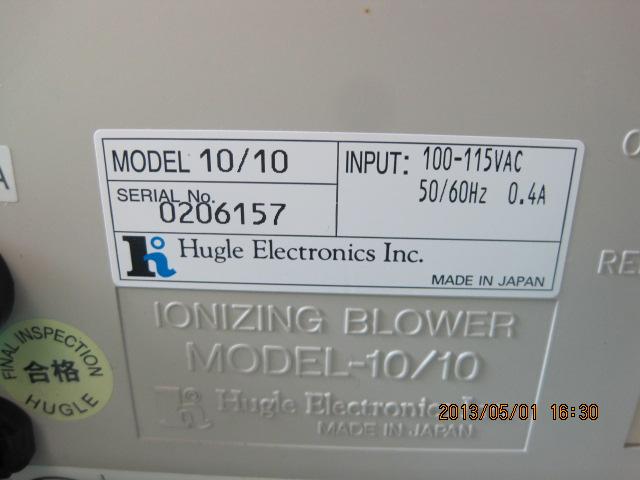 MODEL 10/10
INPUT: 100-115VAC
50/60Hz 0.4A
SERIAL No.
0206157
Hugle Electronics Inc.
MADE IN JAPAN
IONIZING BLOWER
MODEL-10/10
Hugle Electronics
MADE IN JAPAN
FINAL INSPECTION
合格
HUGLE
2013/05/01 16:30